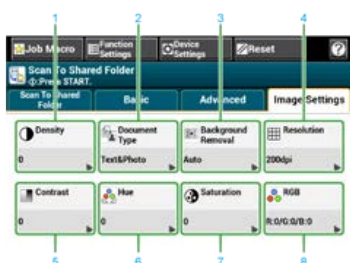 1 2 3 4
Job Macro Function Settings Device Settings Reset ?
Scan To Shared Folder
Press START.
Scan To Shared Folder Basic Advanced Image Settings
Density Document Type Background Removal Resolution
0 Text&Photo Auto 200dpi
Contrast Hue Saturation RGB
0 0 0 R:0/G:0/B:0
5 6 7 8